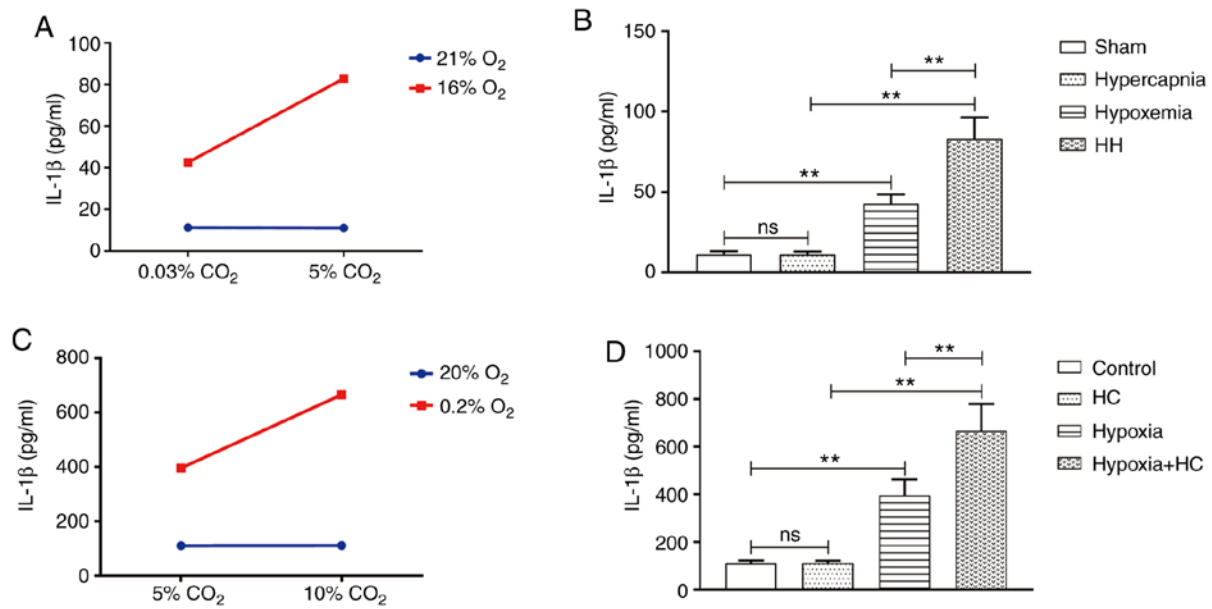 A
IL-1β (pg/ml)
100
80
60
40
20
0
0.03% CO₂
5% CO₂
21% O₂
16% O₂
B
IL-1β (pg/ml)
150
100
50
0
ns
**
**
**
Sham
Hypercapnia
Hypoxemia
HH
C
IL-1β (pg/ml)
800
600
400
200
0
5% CO₂
10% CO₂
20% O₂
0.2% O₂
D
IL-1β (pg/ml)
1000
800
600
400
200
0
ns
**
**
**
Control
HC
Hypoxia
Hypoxia+HC